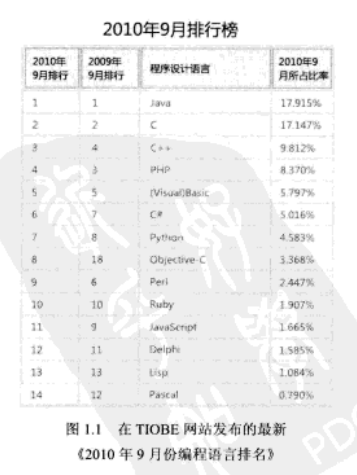 2010年9月排行榜
2010年9月排行 2009年9月排行 程序设计语言 2010年9月所占比率
1 1 Java 17.915%
2 2 C 17.147%
3 4 C++ 9.812%
4 3 PHP 8.370%
5 5 (Visual)Basic 5.797%
6 7 C# 5.016%
7 8 Python 4.583%
8 18 Objective-C 3.368%
9 6 Perl 2.447%
10 10 Ruby 1.907%
11 9 JavaScript 1.665%
12 11 Delphi 1.585%
13 13 Lisp 1.084%
14 12 Pascal 0.790%
图 1.1 在 TIOBE 网站发布的最新
《2010 年 9 月份编程语言排名》
PD